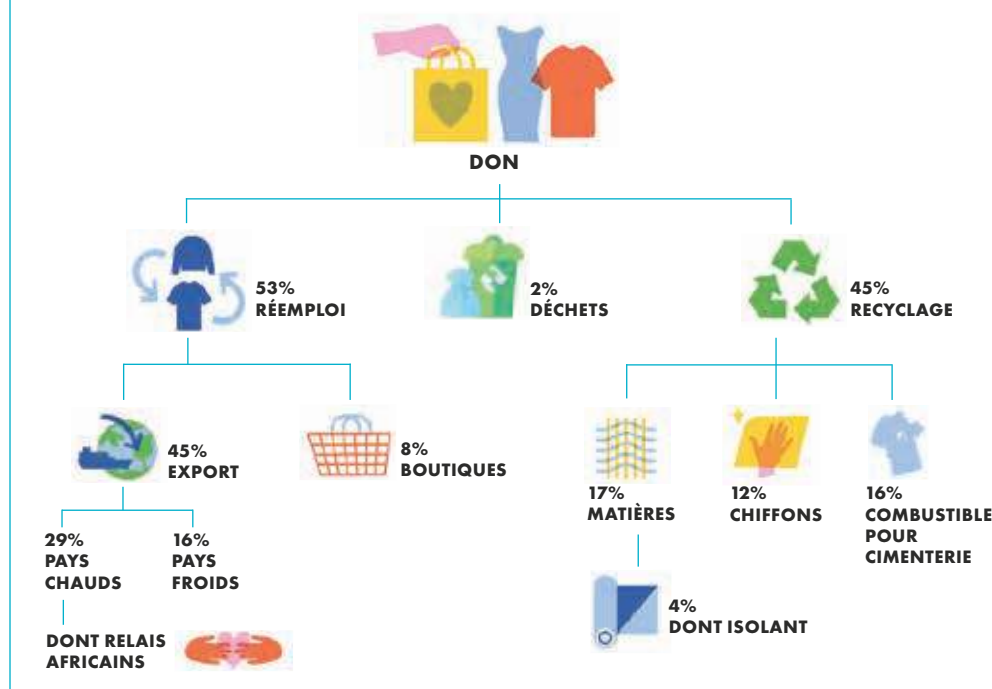 DON
53%
RÉEMPLOI
2%
DÉCHETS
45%
RECYCLAGE
45%
EXPORT
8%
BOUTIQUES
17%
MATIÈRES
12%
CHIFFONS
16%
COMBUSTIBLE
POUR
CIMENTERIE
29%
PAYS
CHAUDS
16%
PAYS
FROIDS
4%
DONT ISOLANT
DONT RELAIS
AFRICAINS